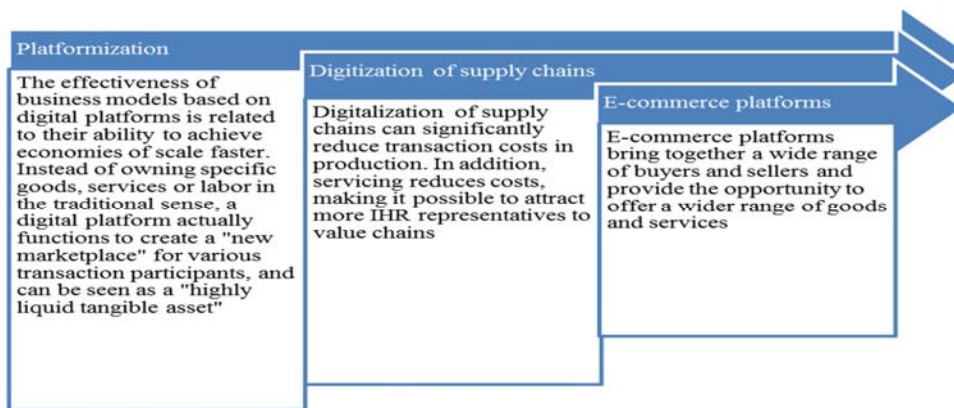 Platformization
The effectiveness of
business models based on
digital platforms is related
to their ability to achieve
economies of scale faster.
Instead of owning specific
goods, services or labor in
the traditional sense, a
digital platform actually
functions to create a "new
marketplace" for various
transaction participants, and
can be seen as a "highly
liquid tangible asset"
Digitization of supply chains
Digitalization of supply
chains can significantly
reduce transaction costs in
production. In addition,
servicing reduces costs,
making it possible to attract
more IHR representatives to
value chains
E-commerce platforms
E-commerce platforms
bring together a wide range
of buyers and sellers and
provide the opportunity to
offer a wider range of goods
and services